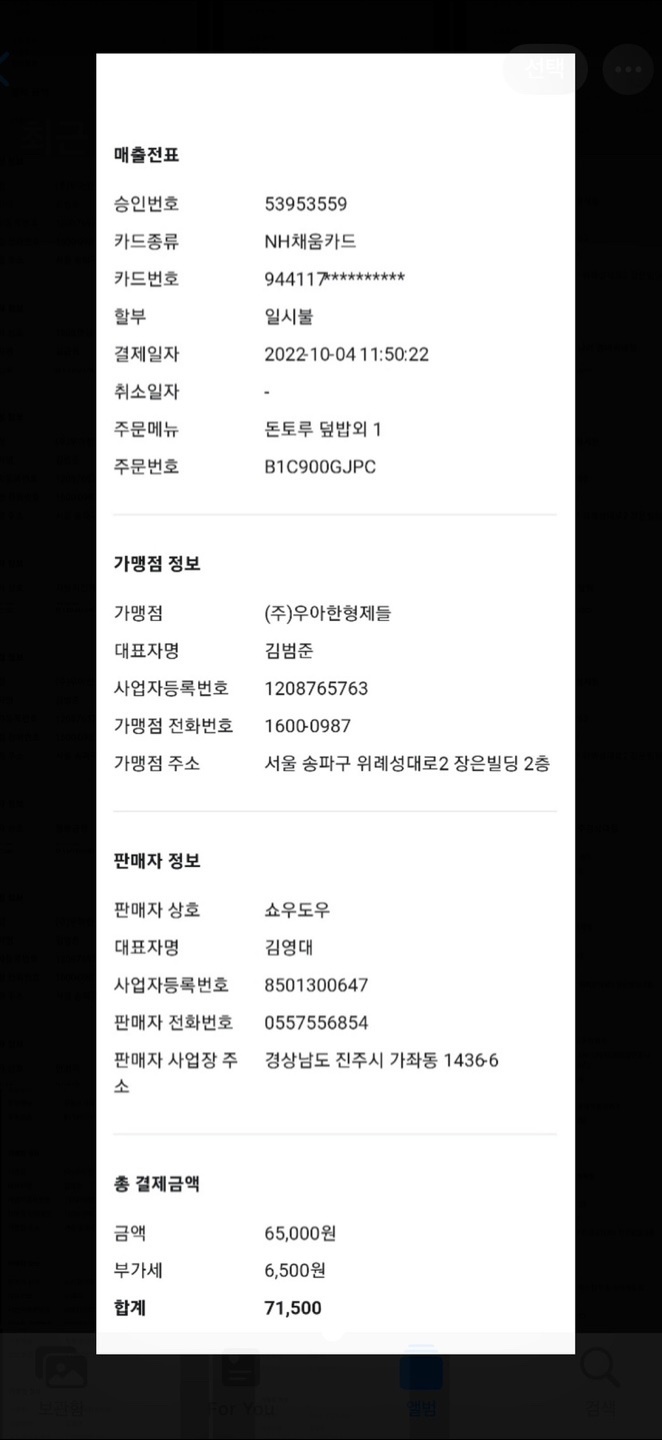 선택
매출전표
승인번호 53953559
카드종류 NH채움카드
카드번호 944117**********
할부 일시불
결제일자 2022-10-04 11:50:22
취소일자 -
주문메뉴 돈토루 덮밥외 1
주문번호 B1C900GJPC
가맹점 정보
가맹점 (주)우아한형제들
대표자명 김범준
사업자등록번호 1208765763
가맹점 전화번호 1600-0987
가맹점 주소 서울 송파구 위례성대로2 장은빌딩 2층
판매자 정보
판매자 상호 쇼우도우
대표자명 김영대
사업자등록번호 8501300647
판매자 전화번호 0557556854
판매자 사업장 주 경상남도 진주시 가좌동 1436-6
소
총 결제금액
금액 65,000원
부가세 6,500원
합계 71,500
보관함 For You 앨범 검색